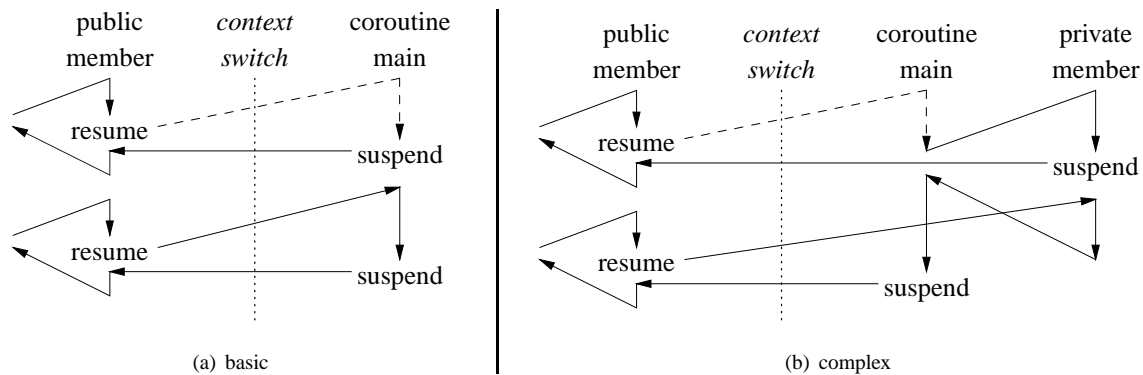 public
member
context
switch
coroutine
main
resume
suspend
resume
suspend
(a) basic
public
member
context
switch
coroutine
main
private
member
resume
suspend
resume
suspend
(b) complex